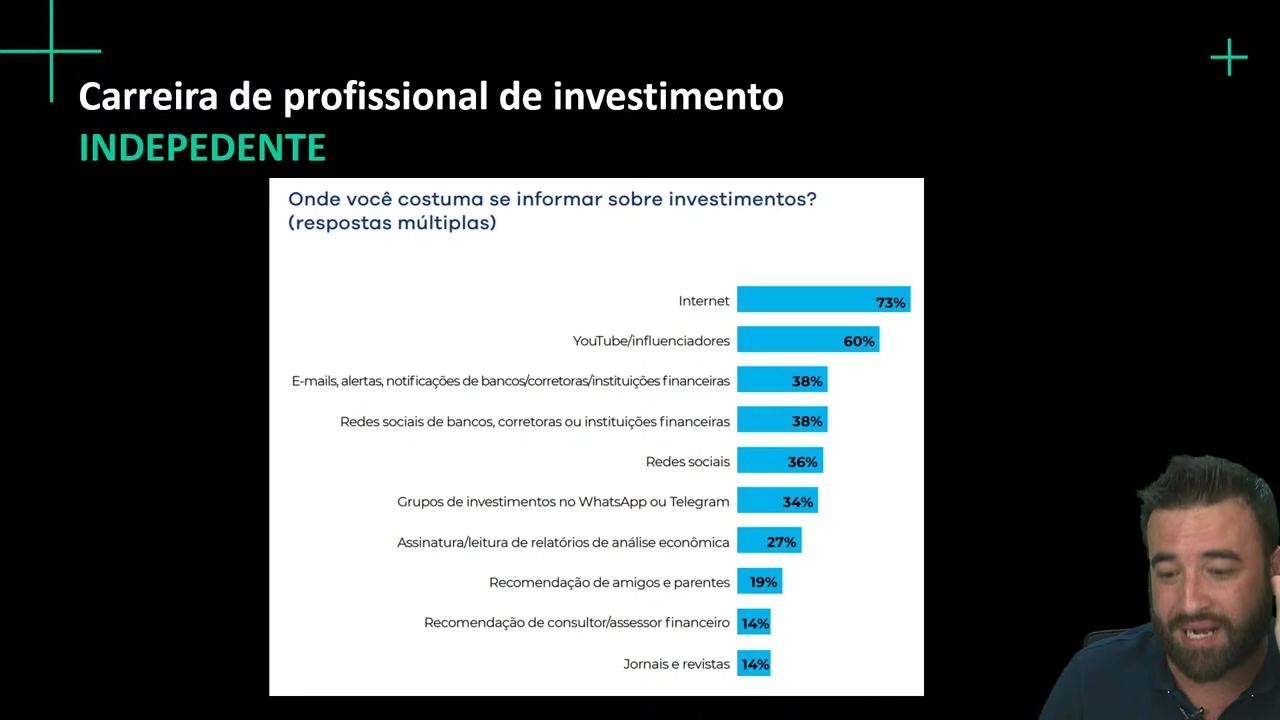 Carreira de profissional de investimento
INDEPEDENTE
Onde você costuma se informar sobre investimentos?
(respostas múltiplas)
Internet 73%
YouTube/influenciadores 60%
E-mails, alertas, notificações de bancos/corretoras/instituições financeiras 38%
Redes sociais de bancos, corretoras ou instituições financeiras 38%
Redes sociais 36%
Grupos de investimentos no WhatsApp ou Telegram 34%
Assinatura/leitura de relatórios de análise econômica 27%
Recomendação de amigos e parentes 19%
Recomendação de consultor/assessor financeiro 14%
Jornais e revistas 14%